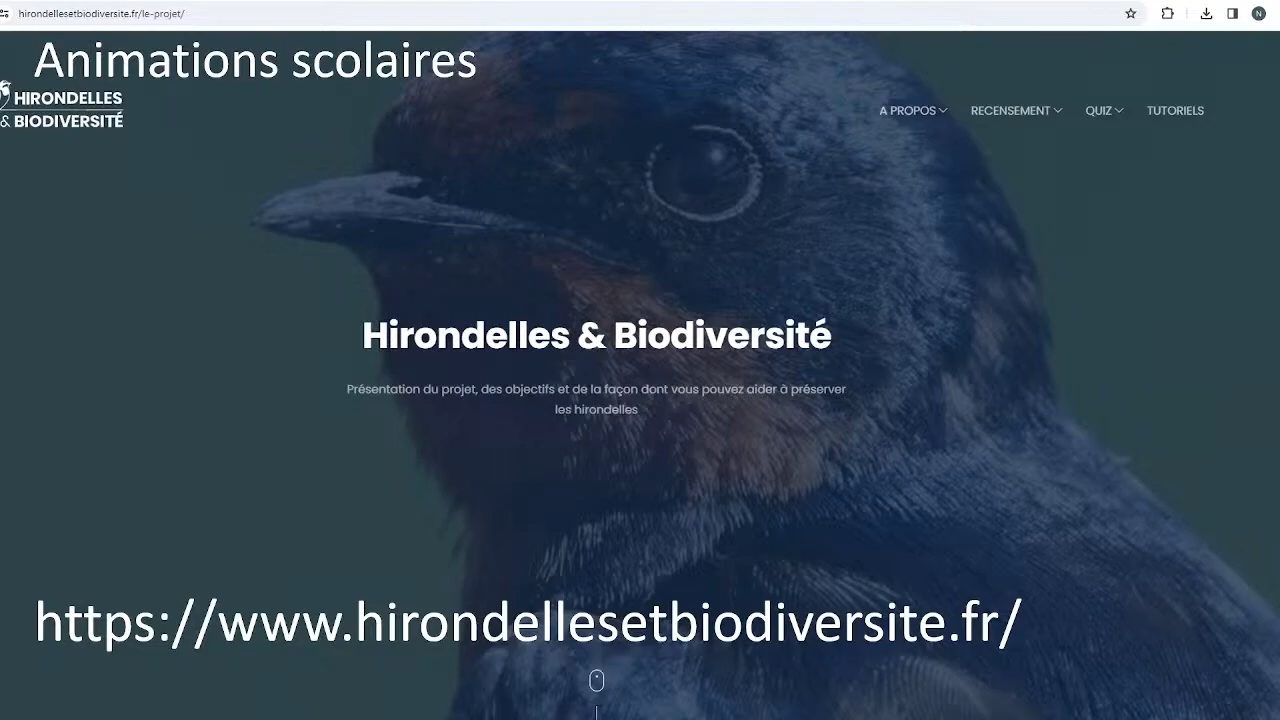 hirondellesetbiodiversite.fr/le-projet/
N
Animations scolaires
HIRONDELLES
& BIODIVERSITÉ
A PROPOS
RECENSEMENT
QUIZ
TUTORIELS
Hirondelles & Biodiversité
Présentation du projet, des objectifs et de la façon dont vous pouvez aider à préserver
les hirondelles
https://www.hirondellesetbiodiversite.fr/